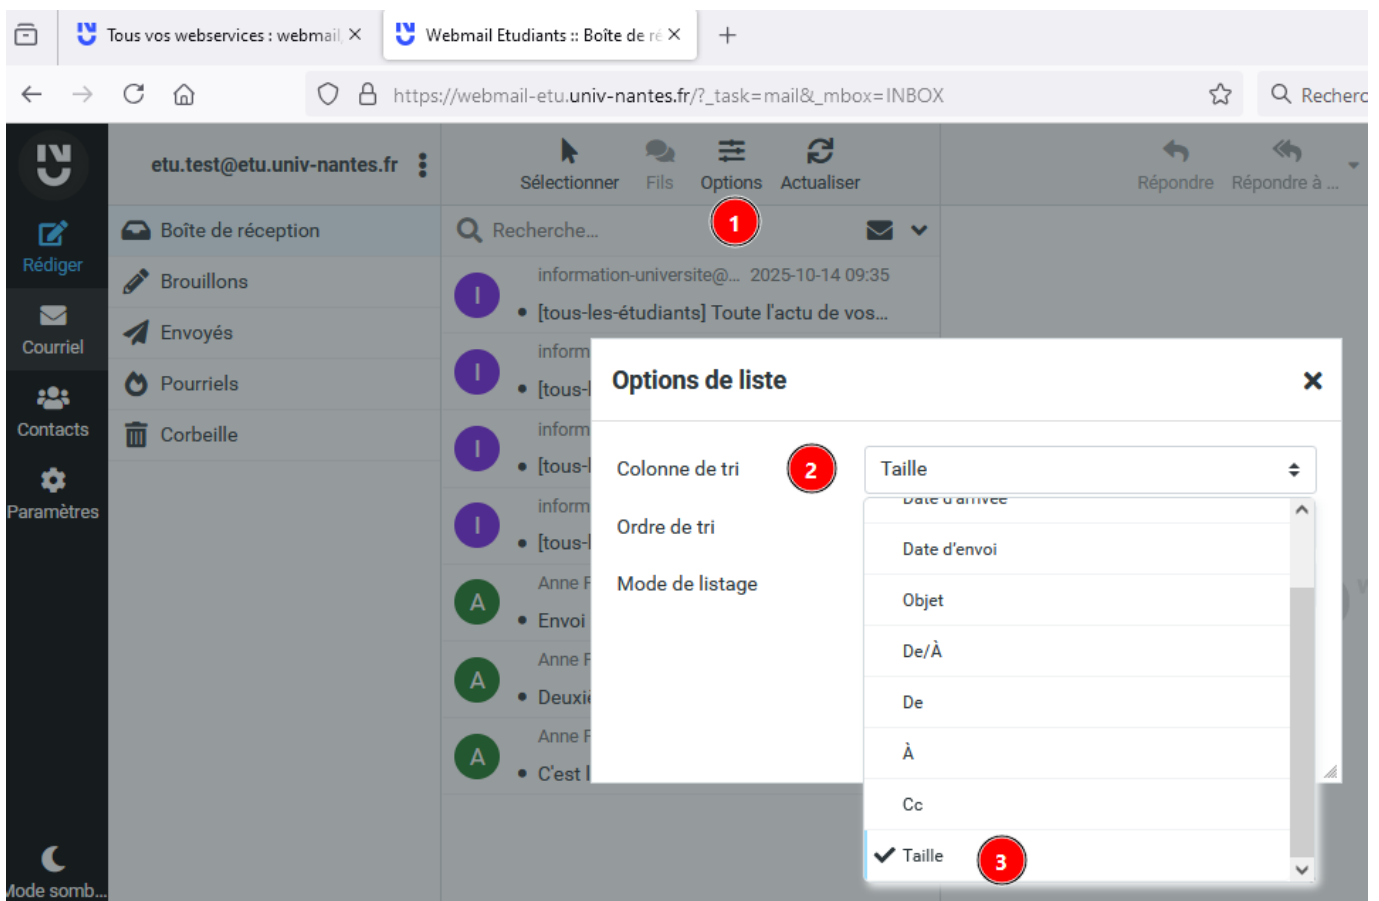 Tous vos webservices : webmail,
Webmail Etudiants :: Boîte de ré
https://webmail-etu.univ-nantes.fr/?_task=mail&_mbox=INBOX
Recherc
etu.test@etu.univ-nantes.fr
Sélectionner
Fils
Options
Actualiser
Répondre
Répondre à ...
1
Rédiger
Courriel
Contacts
Paramètres
Mode somb...
Boîte de réception
Brouillons
Envoyés
Pourriels
Corbeille
Recherche...
information-universite@... 2025-10-14 09:35
I
• [tous-les-étudiants] Toute l'actu de vos...
inform
I
• [tous-l
inform
I
• [tous-l
inform
I
• [tous-l
Anne F
A
• Envoi
Anne F
A
• Deuxiè
Anne F
A
• C'est l
Options de liste
Colonne de tri
2
Taille
Ordre de tri
Mode de listage
Date d'arrivée
Date d'envoi
Objet
De/À
De
À
Cc
Taille
3